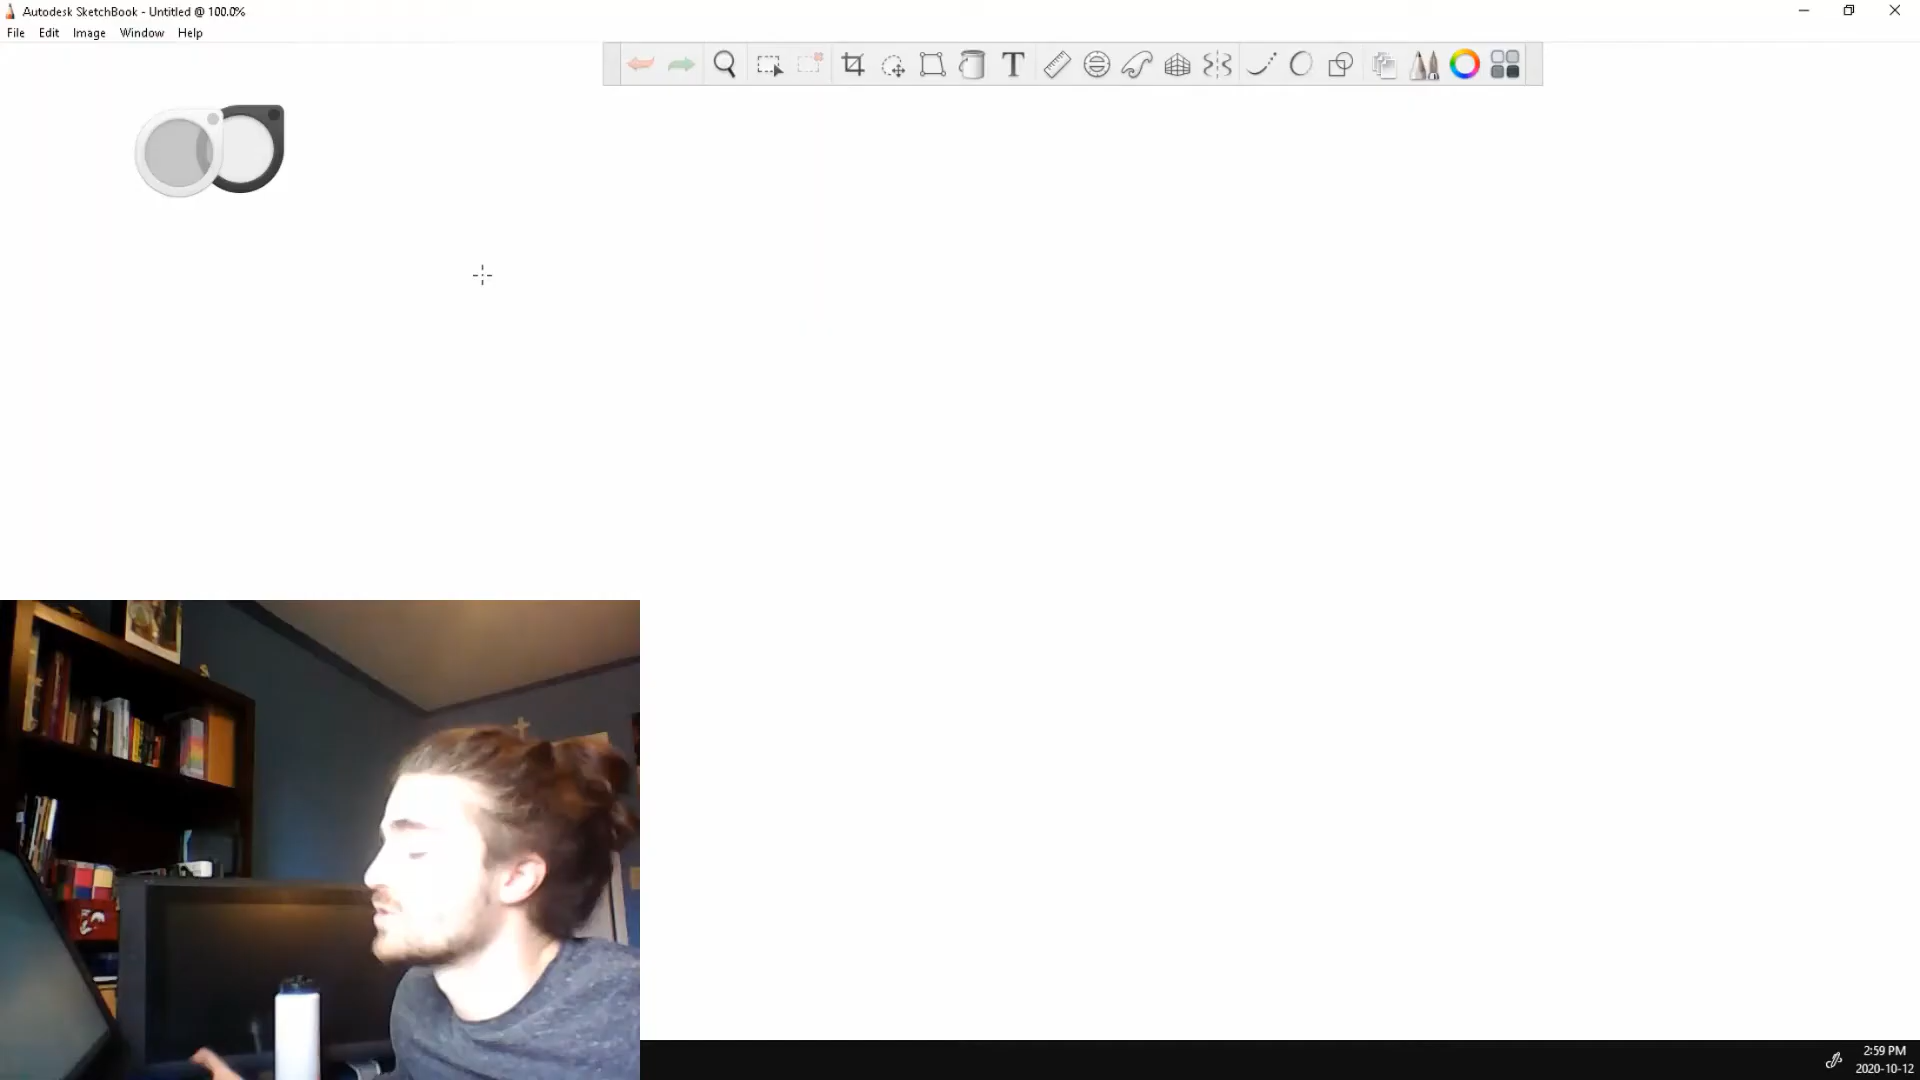 Autodesk SketchBook - Untitled @ 100.0%
File Edit Image Window Help
T
2:59 PM
2020-10-12